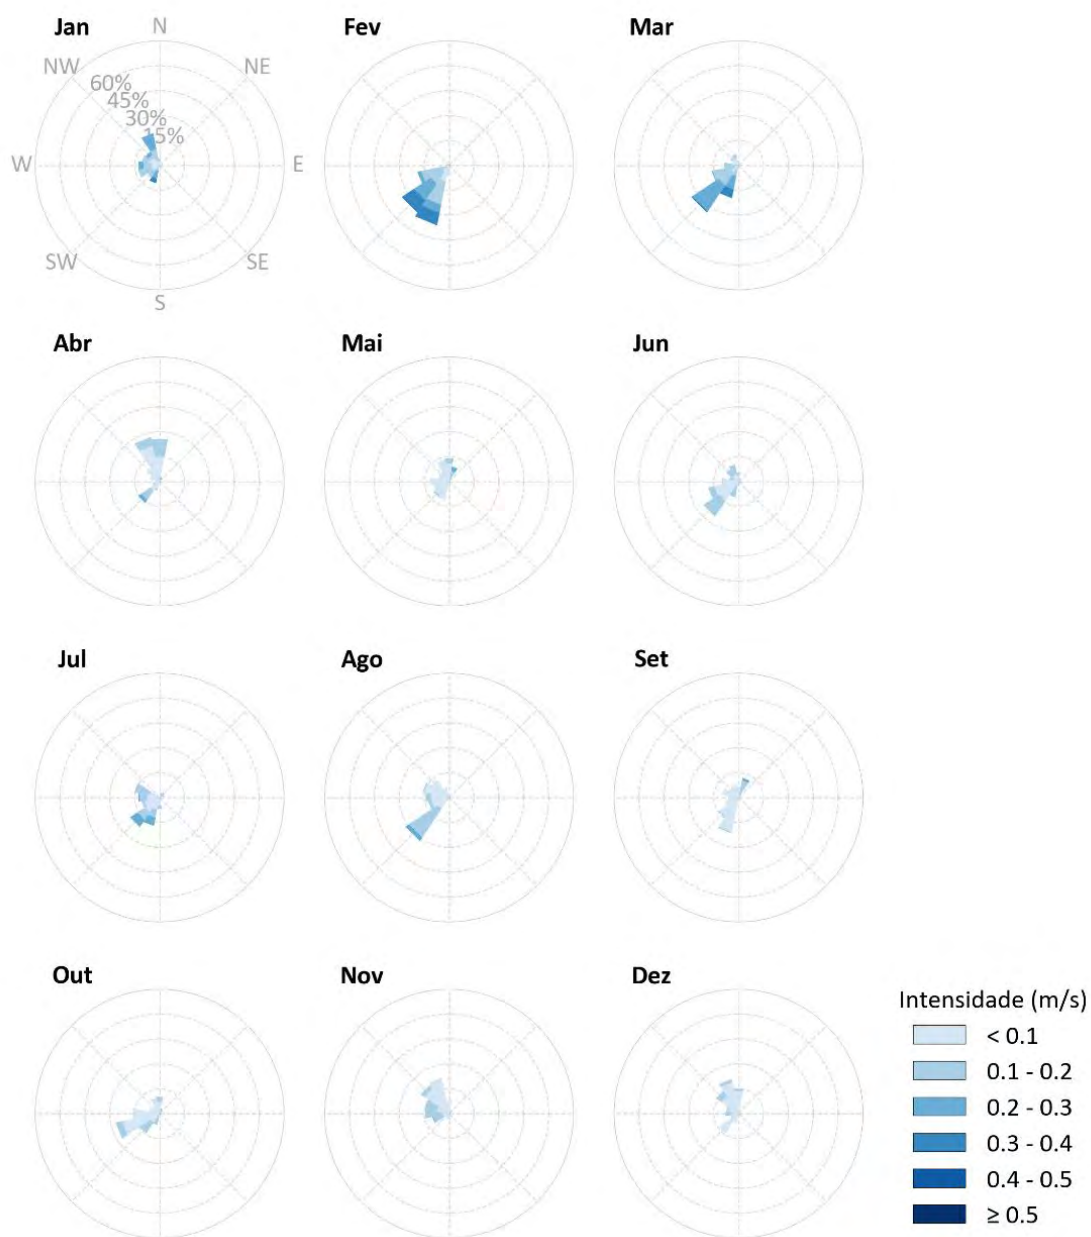 Jan
N
Fev
Mar
NW
NE
60%
45%
30%
15%
W
E
SW
SE
S
Abr
Mai
Jun
Jul
Ago
Set
Out
Nov
Dez
Intensidade (m/s)
< 0.1
0.1 - 0.2
0.2 - 0.3
0.3 - 0.4
0.4 - 0.5
≥ 0.5